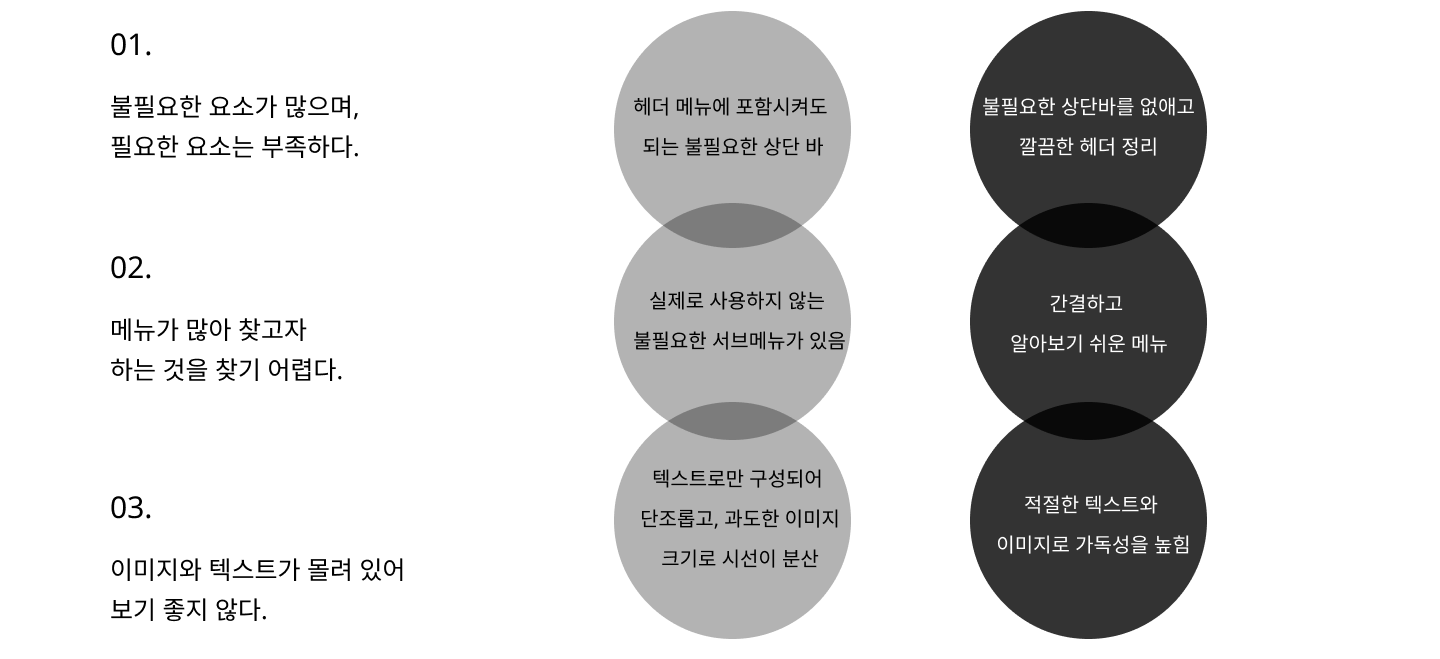 01.
불필요한 요소가 많으며,
필요한 요소는 부족하다.
헤더 메뉴에 포함시켜도
되는 불필요한 상단 바
불필요한 상단바를 없애고
깔끔한 헤더 정리
02.
메뉴가 많아 찾고자
하는 것을 찾기 어렵다.
실제로 사용하지 않는
불필요한 서브메뉴가 있음
간결하고
알아보기 쉬운 메뉴
03.
이미지와 텍스트가 몰려 있어
보기 좋지 않다.
텍스트로만 구성되어
단조롭고, 과도한 이미지
크기로 시선이 분산
적절한 텍스트와
이미지로 가독성을 높힘